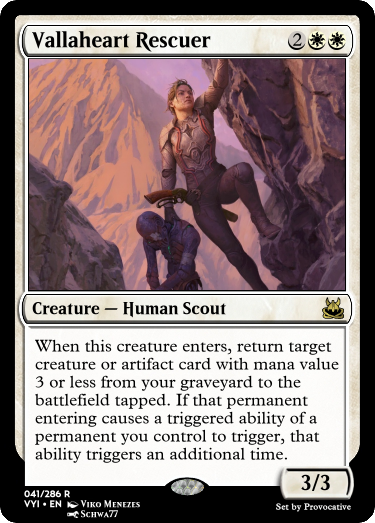 Vallaheart Rescuer 2
Creature — Human Scout
When this creature enters, return target
creature or artifact card with mana value
3 or less from your graveyard to the
battlefield tapped. If that permanent
entering causes a triggered ability of a
permanent you control to trigger, that
ability triggers an additional time.
3/3
041/286 R
VYI • EN Viko Menezes
Schwa77
Set by Provocative